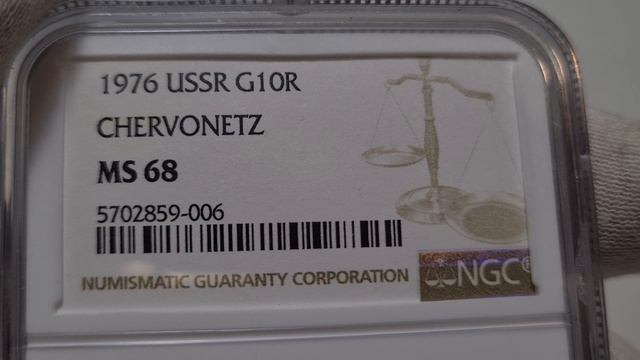 1976 USSR G10R
CHERVONETZ
MS 68
5702859-006
NUMISMATIC GUARANTY CORPORATION
NGC®